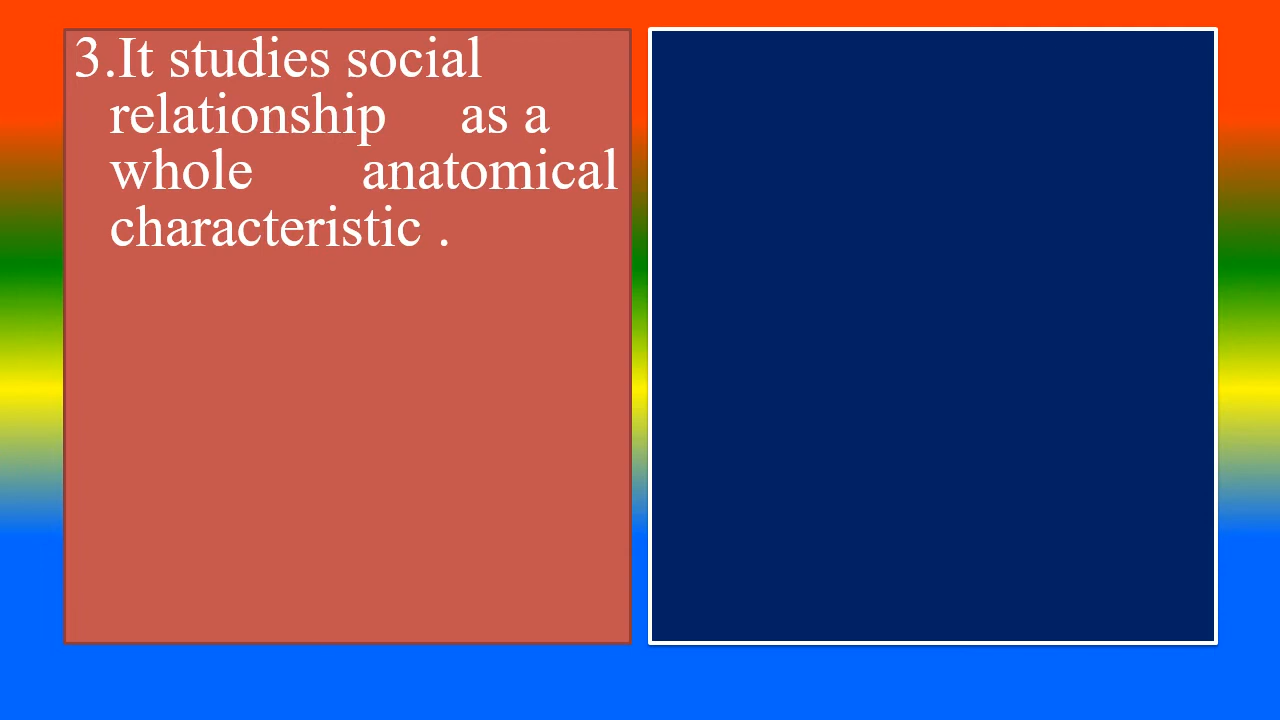 3.It studies social
relationship as a
whole anatomical
characteristic .